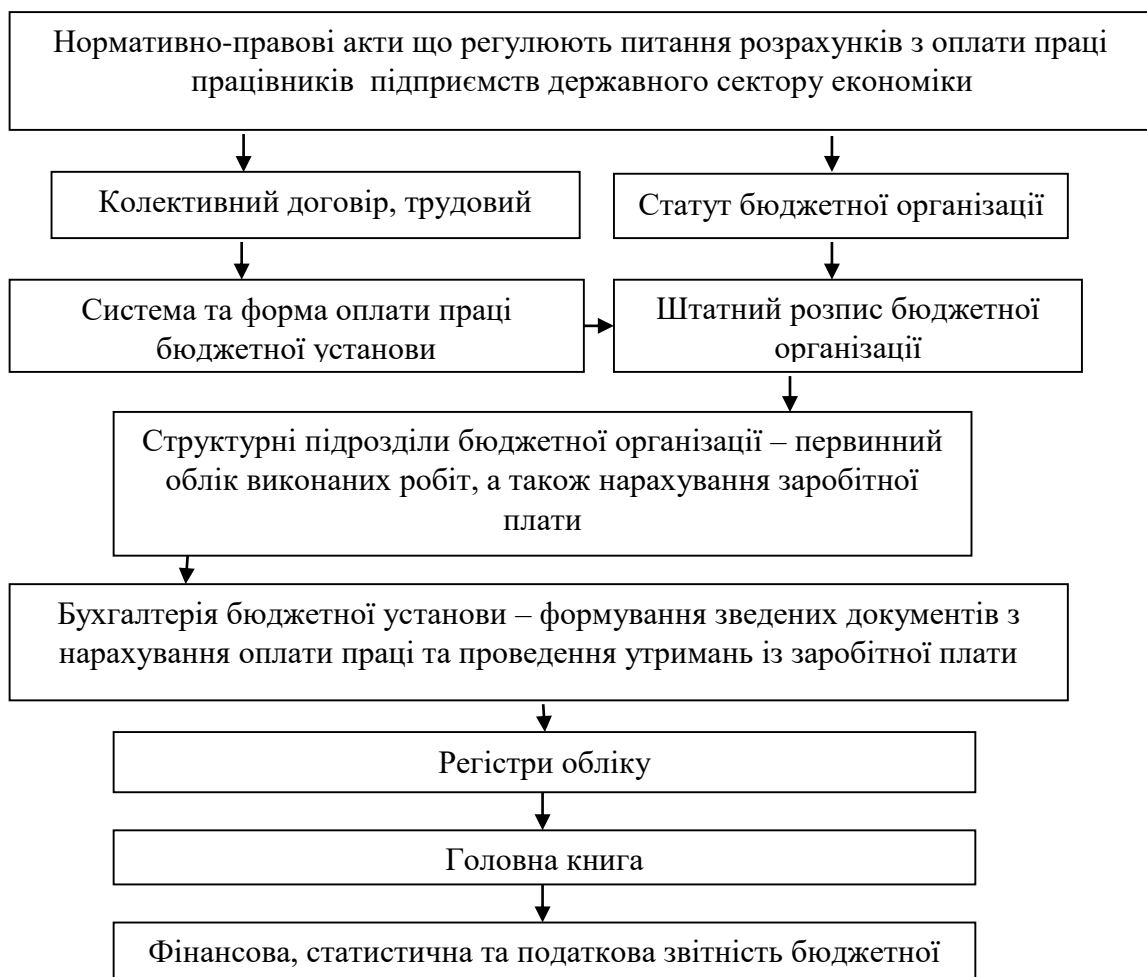 Нормативно-правові акти що регулюють питання розрахунків з оплати праці
працівників підприємств державного сектору економіки
Колективний договір, трудовий
Статут бюджетної організації
Система та форма оплати праці
бюджетної установи
Штатний розпис бюджетної
організації
Структурні підрозділи бюджетної організації – первинний
облік виконаних робіт, а також нарахування заробітної
плати
Бухгалтерія бюджетної установи – формування зведених документів з
нарахування оплати праці та проведення утримань із заробітної плати
Регістри обліку
Головна книга
Фінансова, статистична та податкова звітність бюджетної